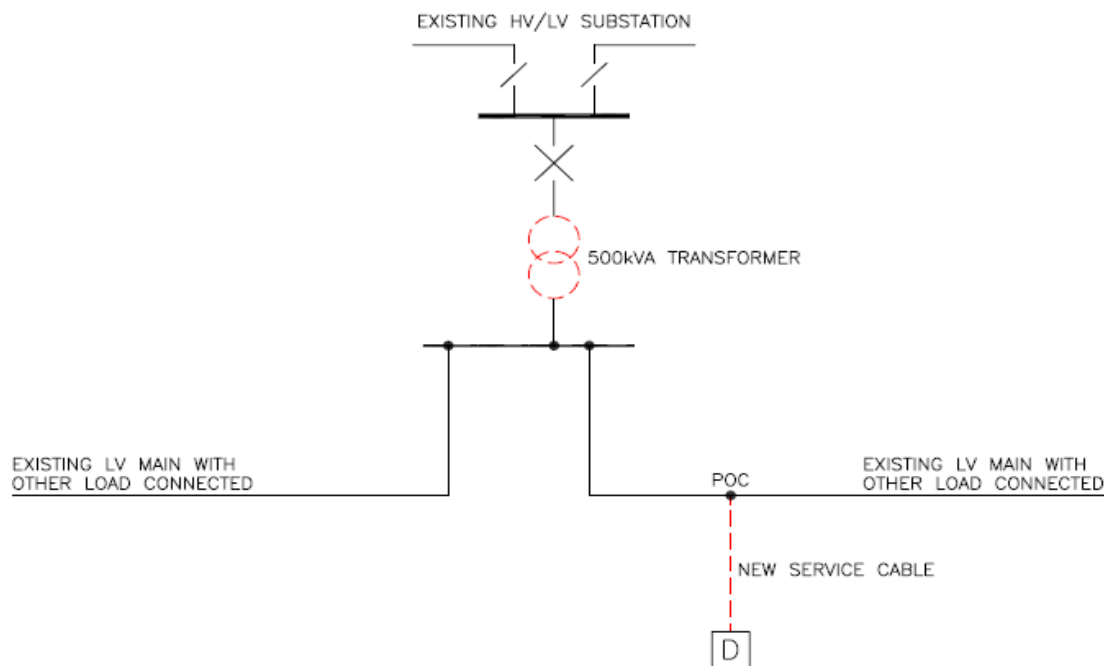 EXISTING HV/LV SUBSTATION
500kVA TRANSFORMER
EXISTING LV MAIN WITH
OTHER LOAD CONNECTED
POC
EXISTING LV MAIN WITH
OTHER LOAD CONNECTED
NEW SERVICE CABLE
D